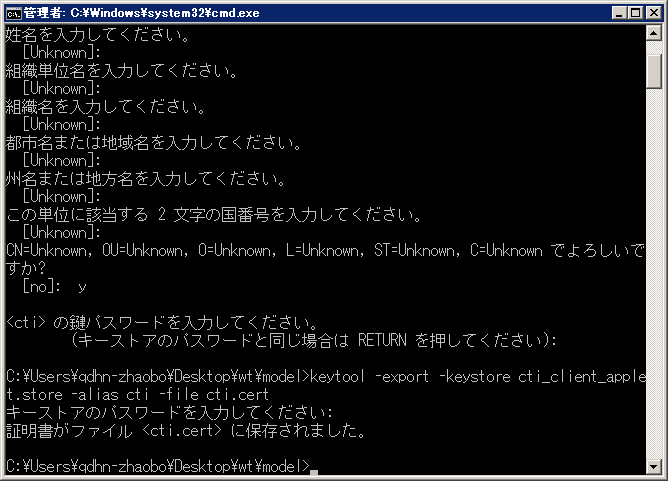 管理者: C:¥Windows¥system32¥cmd.exe
姓名を入力してください。
[Unknown]:
組織単位名を入力してください。
[Unknown]:
組織名を入力してください。
[Unknown]:
都市名または地域名を入力してください。
[Unknown]:
州名または地方名を入力してください。
[Unknown]:
この単位に該当する 2 文字の国番号を入力してください。
[Unknown]:
CN=Unknown, OU=Unknown, O=Unknown, L=Unknown, ST=Unknown, C=Unknown でよろしいで
すか?
[no]:  y
<cti> の鍵パスワードを入力してください。
(キーストアのパスワードと同じ場合は RETURN を押してください):
C:¥Users¥qdhn-zhaobo¥Desktop¥wt¥model>keytool -export -keystore cti_client_apple
t.store -alias cti -file cti.cert
キーストアのパスワードを入力してください:
証明書がファイル <cti.cert> に保存されました。
C:¥Users¥qdhn-zhaobo¥Desktop¥wt¥model>